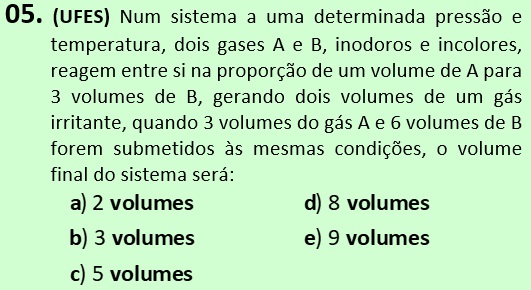 05. (UFES) Num sistema a uma determinada pressão e
temperatura, dois gases A e B, inodoros e incolores,
reagem entre si na proporção de um volume de A para
3 volumes de B, gerando dois volumes de um gás
irritante, quando 3 volumes do gás A e 6 volumes de B
forem submetidos às mesmas condições, o volume
final do sistema será:
a) 2 volumes
b) 3 volumes
c) 5 volumes
d) 8 volumes
e) 9 volumes